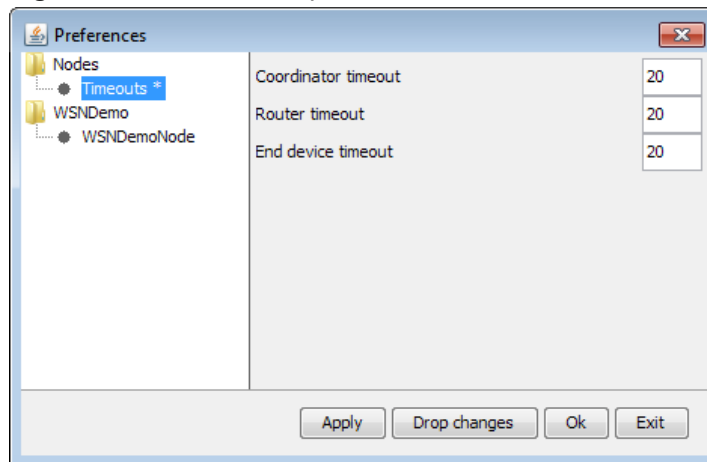 Preferences
Nodes
Timeouts *
WSNDemo
WSNDemoNode
Coordinator timeout 20
Router timeout 20
End device timeout 20
Apply Drop changes Ok Exit